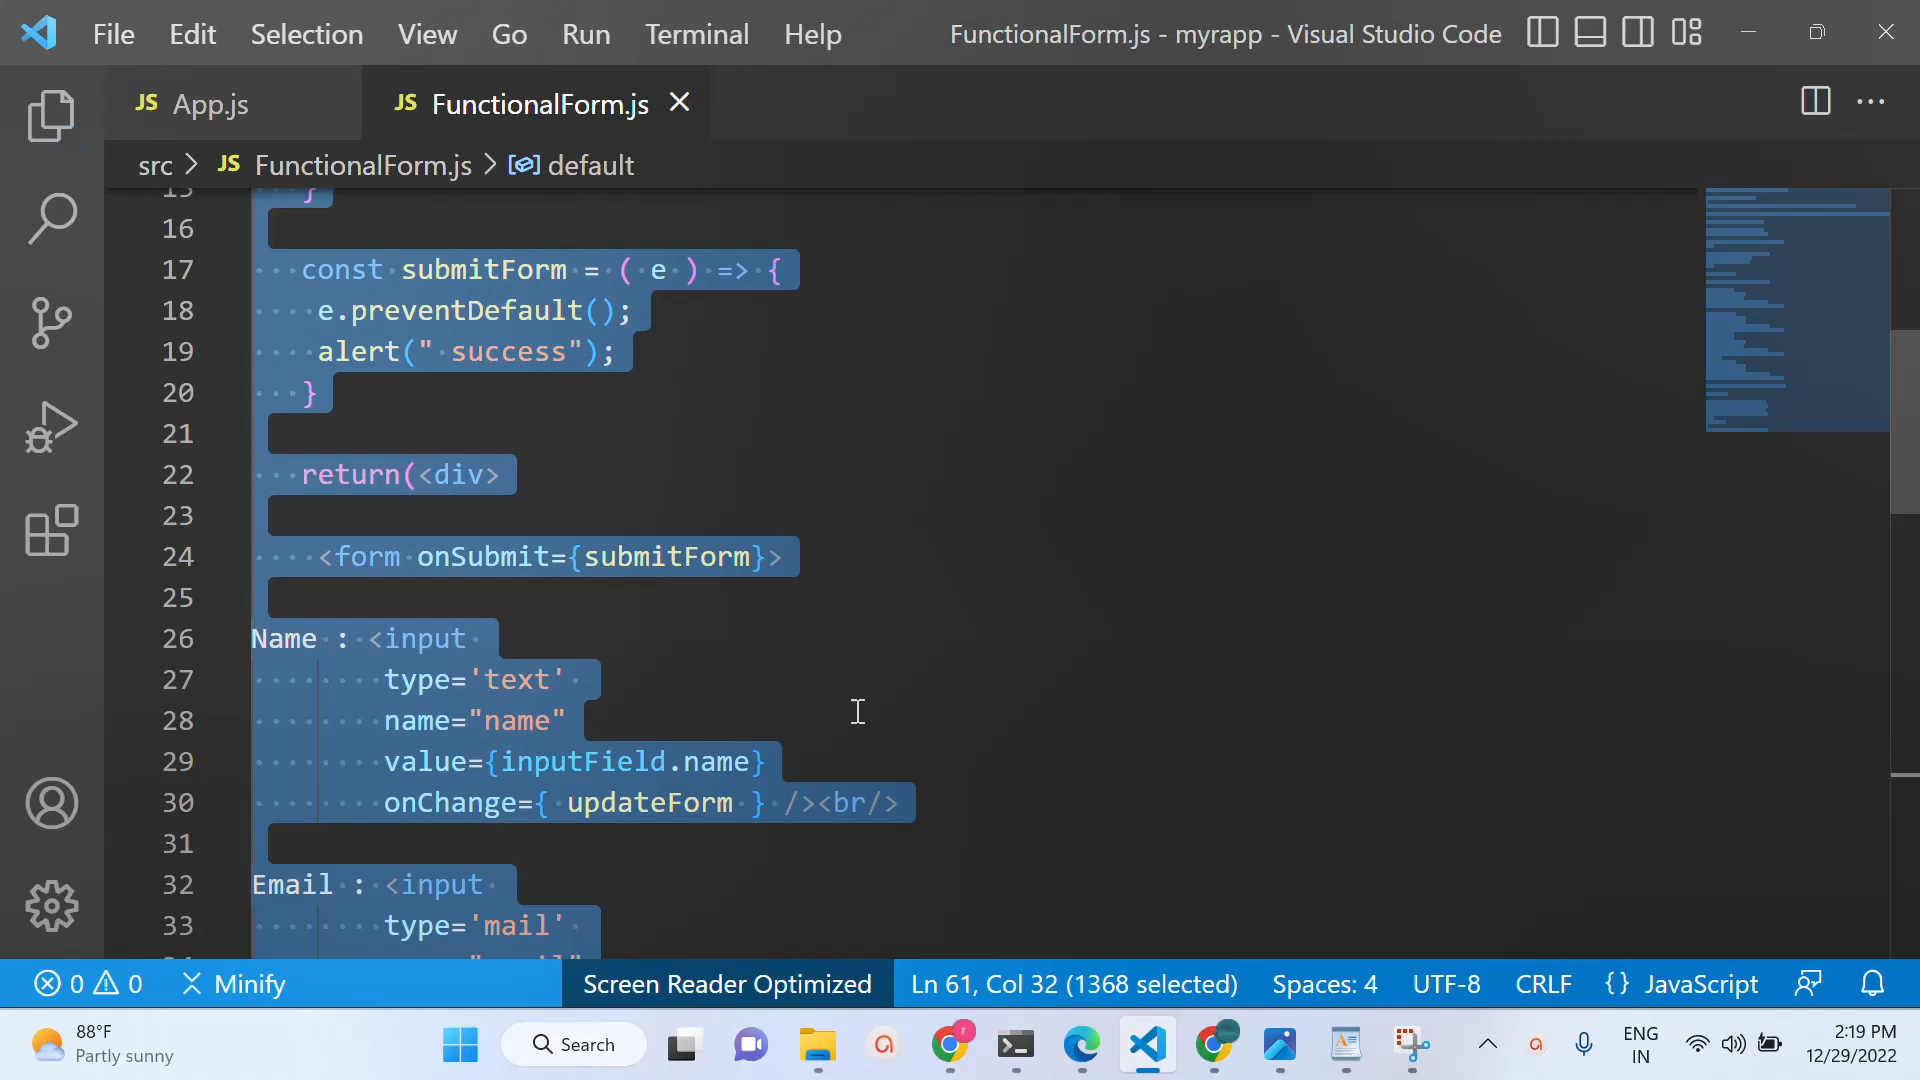 File Edit Selection View Go Run Terminal Help FunctionalForm.js - myrapp - Visual Studio Code
JS App.js JS FunctionalForm.js
src > JS FunctionalForm.js > default
15 }
16
17 const submitForm = ( e ) => {
18 e.preventDefault();
19 alert(" success");
20 }
21
22 return(<div>
23
24 <form onSubmit={submitForm}>
25
26 Name : <input
27 type='text'
28 name="name"
29 value={inputField.name}
30 onChange={ updateForm } /><br/>
31
32 Email : <input
33 type='mail'
0 0 Minify Screen Reader Optimized Ln 61, Col 32 (1368 selected) Spaces: 4 UTF-8 CRLF {} JavaScript
88°F
Partly sunny
Search
ENG
IN
2:19 PM
12/29/2022